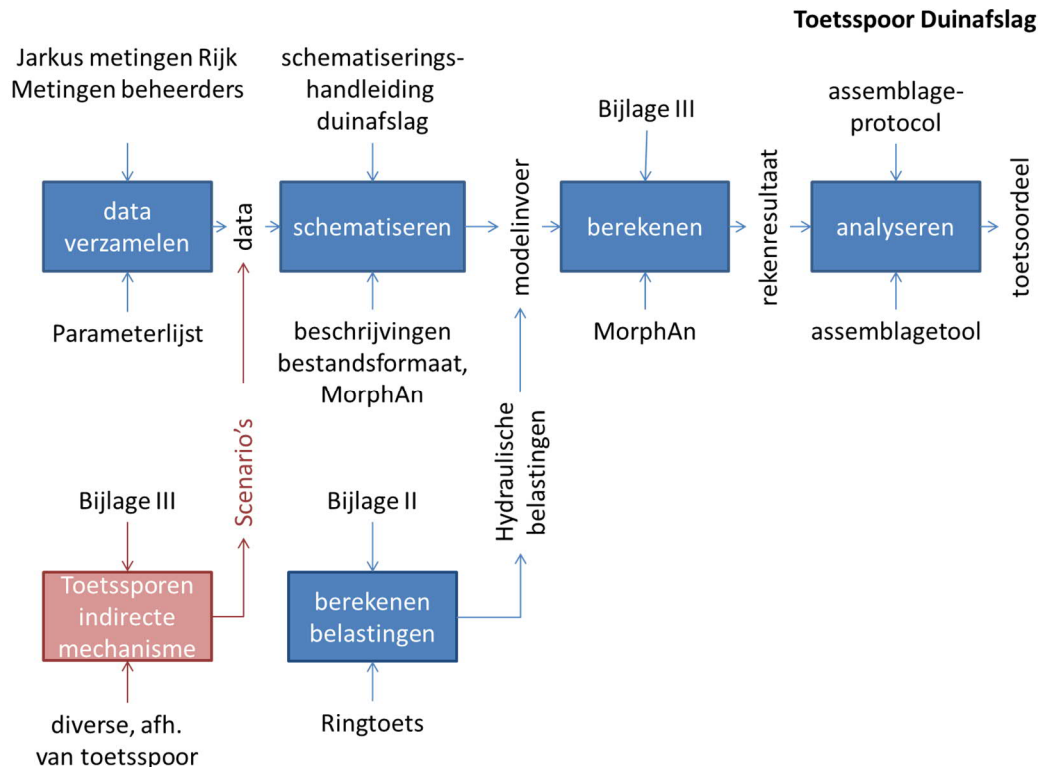 Toetsspoor Duinafslag
Jarkus metingen Rijk
Metingen beheerders
schematiserings-
handleiding
duinafslag
Bijlage III
assemblage-
protocol
data
verzamelen
data
schematiseren
modelinvoer
berekenen
rekenresultaat
analyseren
toetsoordeel
Parameterlijst
beschrijvingen
bestandsformaat,
MorphAn
MorphAn
assemblagetool
Scenario's
Hydraulische
belastingen
Bijlage III
Bijlage II
Toetssporen
indirecte
mechanisme
berekenen
belastingen
diverse, afh.
van toetsspoor
Ringtoets